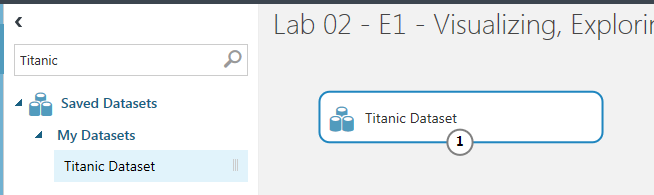 Lab 02 - E1 - Visualizing, Explorin
Titanic
Saved Datasets
My Datasets
Titanic Dataset
Titanic Dataset
1